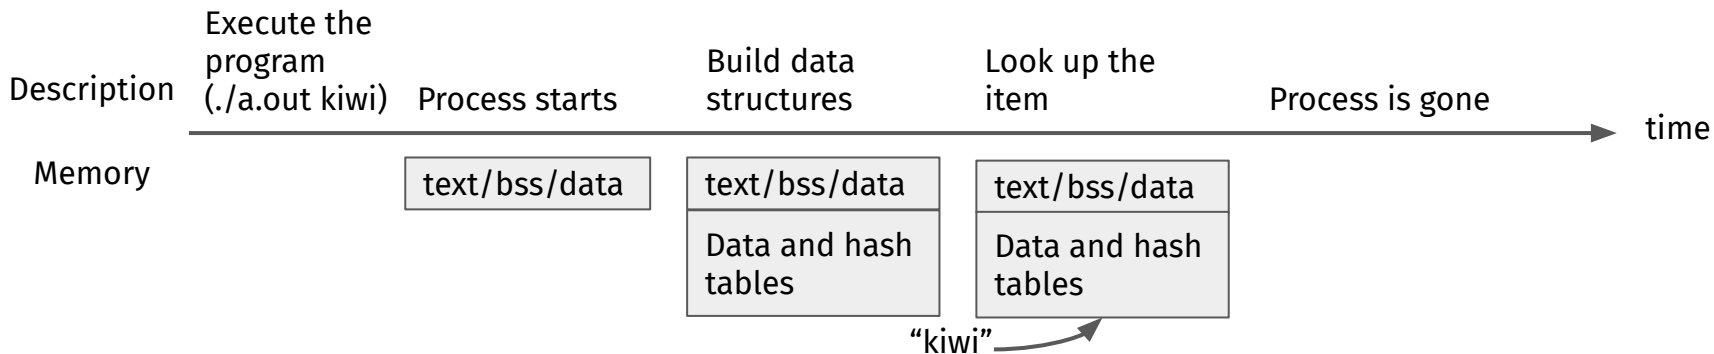 Execute the
program
(./a.out kiwi)
Description
Process starts
Build data
structures
Look up the
item
Process is gone
time
Memory
text/bss/data
text/bss/data
Data and hash
tables
text/bss/data
Data and hash
tables
“kiwi”